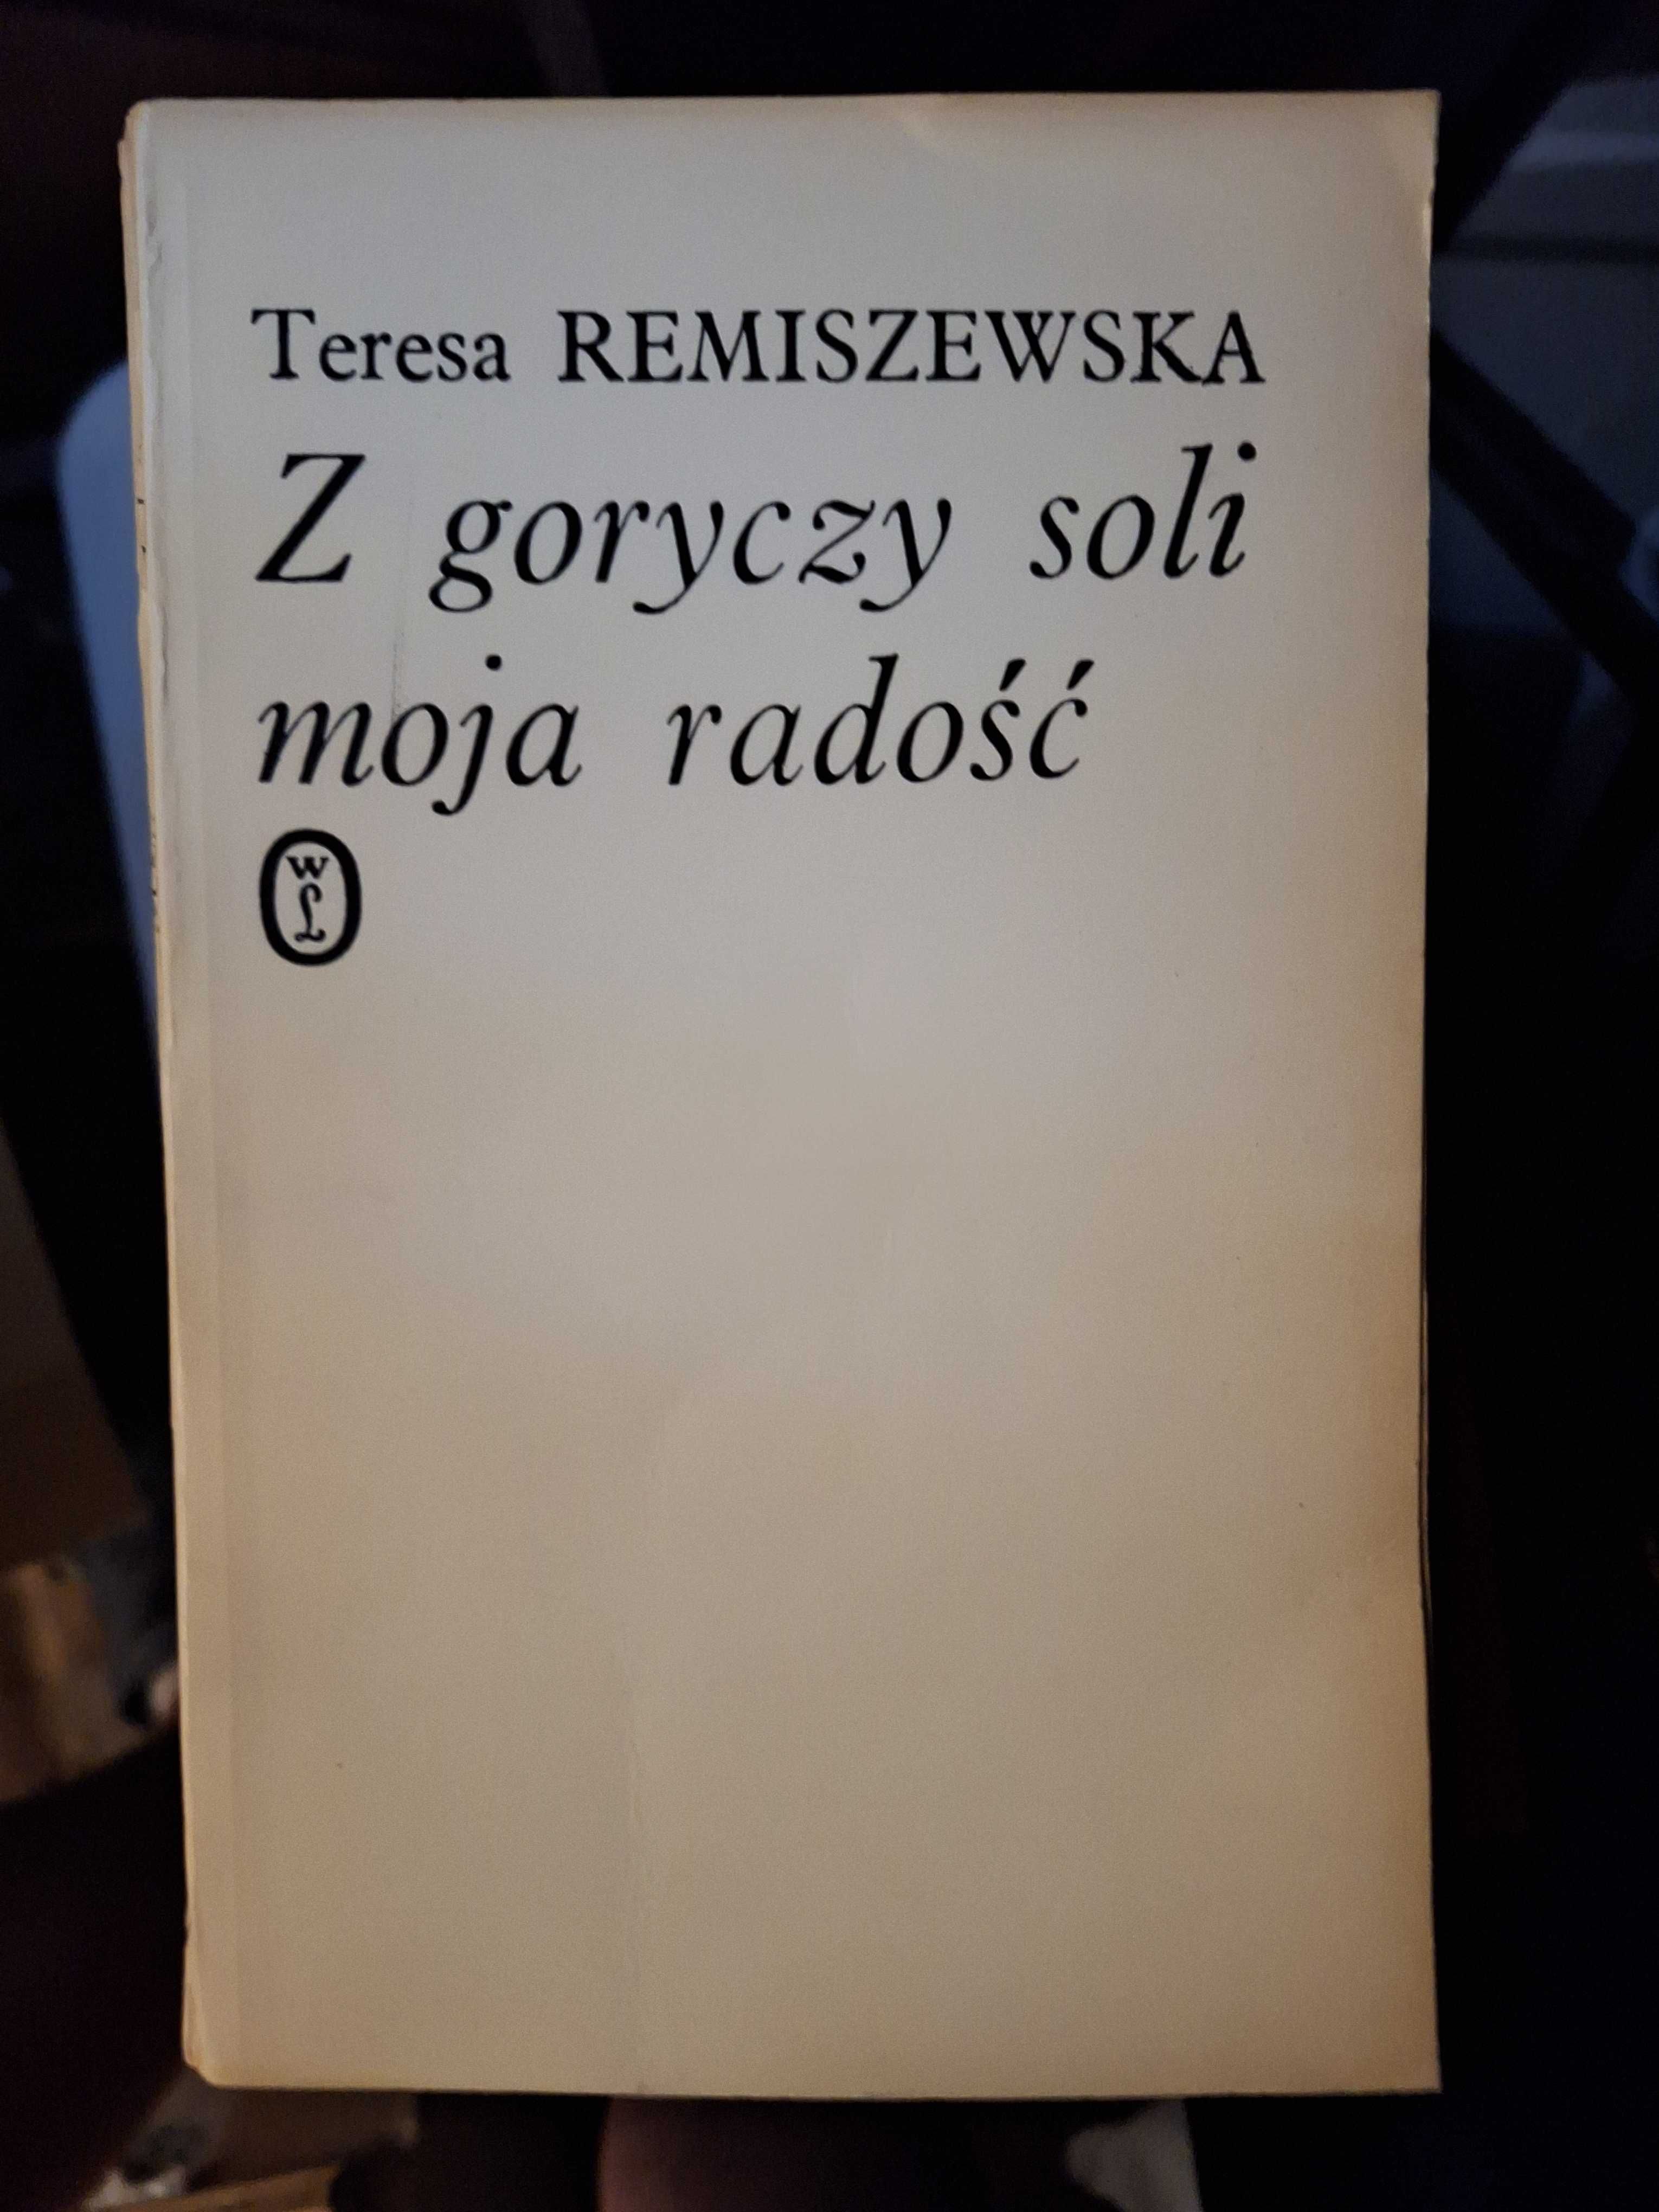 Teresa REMISZEWSKA
Z goryczy soli
moja radość
WL